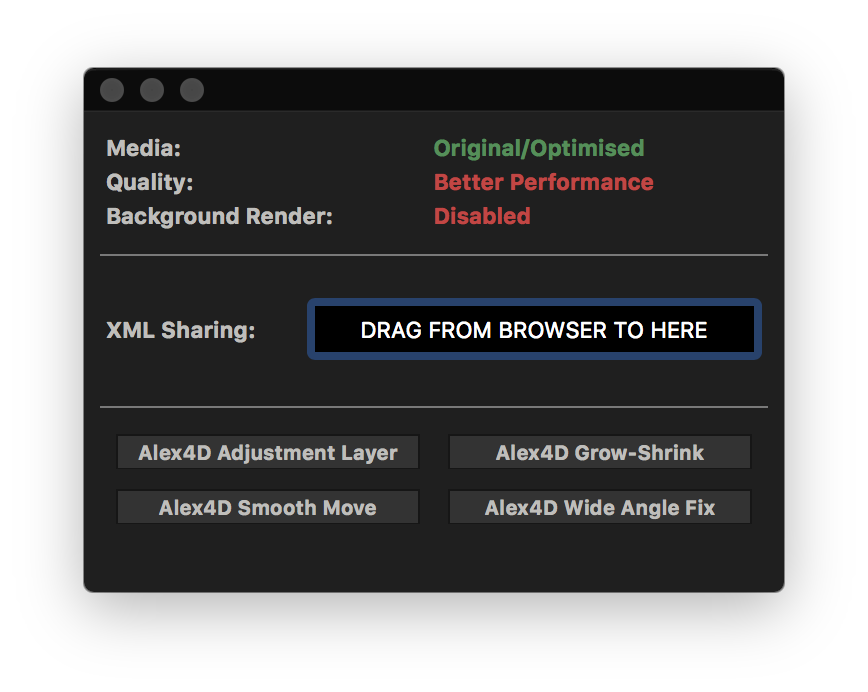 Media: Original/Optimised
Quality: Better Performance
Background Render: Disabled
XML Sharing: DRAG FROM BROWSER TO HERE
Alex4D Adjustment Layer Alex4D Grow-Shrink
Alex4D Smooth Move Alex4D Wide Angle Fix